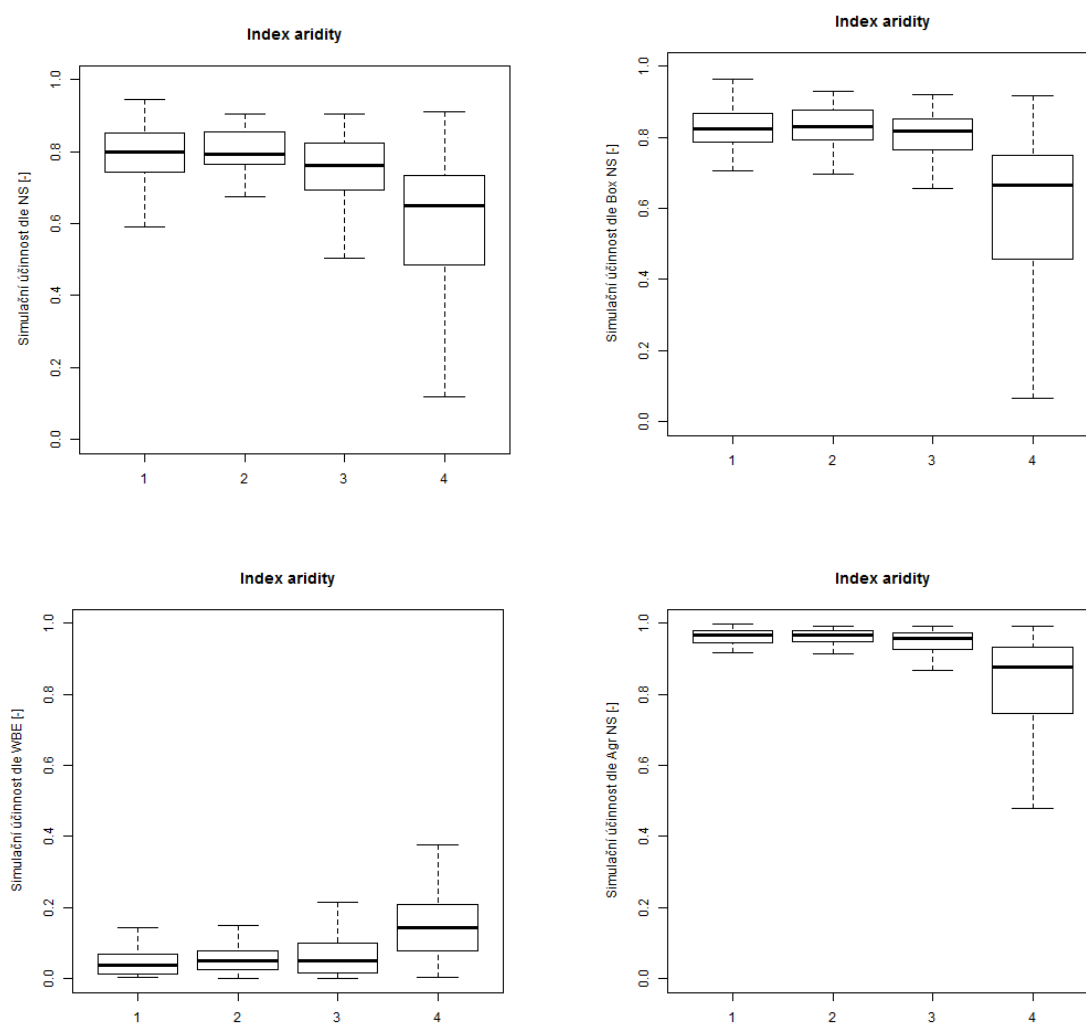 Index aridity
Simulační účinnost dle NS [-]
1.0
0.8
0.6
0.4
0.2
0.0
1 2 3 4
Index aridity
Simulační účinnost dle Box NS [-]
1.0
0.8
0.6
0.4
0.2
0.0
1 2 3 4
Index aridity
Simulační účinnost dle WBE [-]
1.0
0.8
0.6
0.4
0.2
0.0
1 2 3 4
Index aridity
Simulační účinnost dle Agr NS [-]
1.0
0.8
0.6
0.4
0.2
0.0
1 2 3 4